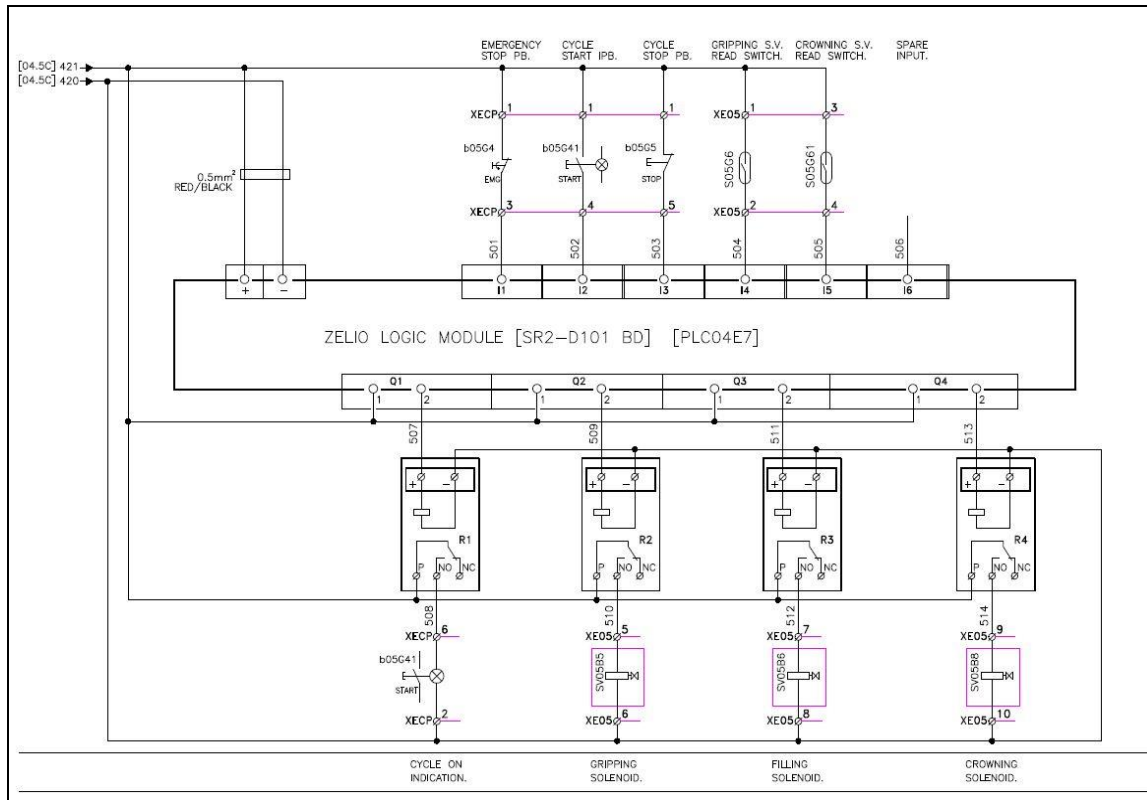 EMERGENCY STOP PB.
CYCLE START IPB.
CYCLE STOP PB.
GRIPPING S.V. READ SWITCH.
CROWNING S.V. READ SWITCH.
SPARE INPUT.
[04.5C] 421
[04.5C] 420
XECP 1 1 1 XE05 1 3
0.5mm² RED/BLACK
b05G4 EMG
b05G41 START
b05G5 STOP
S05G6
S05G61
XECP 3 4 5 XE05 2 4
501 502 503 504 505 506
+ - I1 I2 I3 I4 I5 I6
ZELIO LOGIC MODULE [SR2-D101 BD] [PLC04E7]
Q1 Q2 Q3 Q4
1 2 1 2 1 2 1 2
507 509 511 513
+ - + - + - + -
R1 R2 R3 R4
P NO NC P NO NC P NO NC P NO NC
508 510 512 514
XECP 6 XE05 5 XE05 7 XE05 9
b05G41 START
SV05B5
SV05B6
SV05B8
XECP 2 XE05 6 XE05 8 XE05 10
CYCLE ON INDICATION.
GRIPPING SOLENOID.
FILLING SOLENOID.
CROWNING SOLENOID.